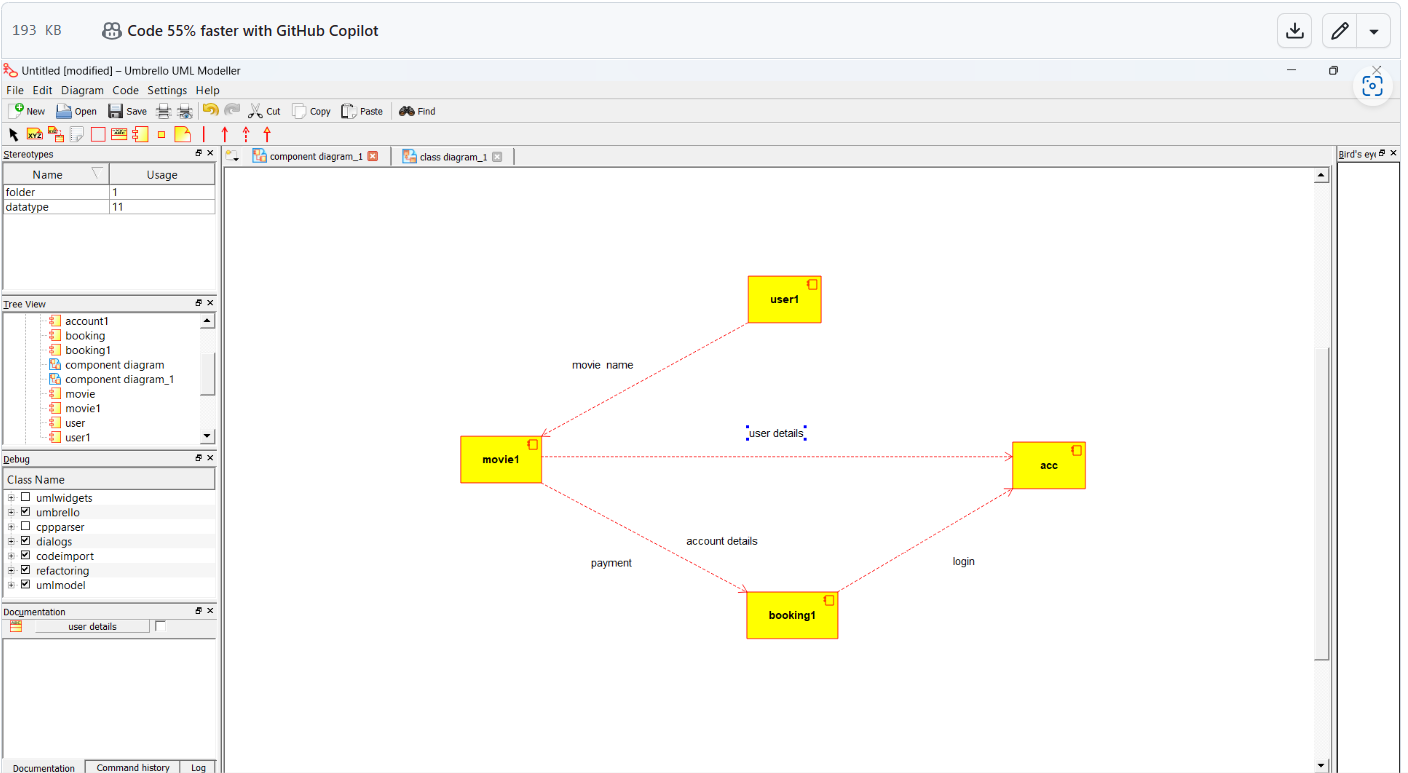 193 KB
Code 55% faster with GitHub Copilot
Untitled [modified] – Umbrello UML Modeller
File Edit Diagram Code Settings Help
New Open Save Cut Copy Paste Find
XYZ
Stereotypes
component diagram_1
class diagram_1
Bird's eye
Name Usage
folder 1
datatype 11
user1
Tree View
account1
booking
booking1
component diagram
component diagram_1
movie
movie1
user
user1
movie name
user details
movie1
acc
Debug
Class Name
umlwidgets
umbrello
cppparser
dialogs
codeimport
refactoring
umlmodel
account details
payment
login
booking1
Documentation
user details
Documentation Command history Log